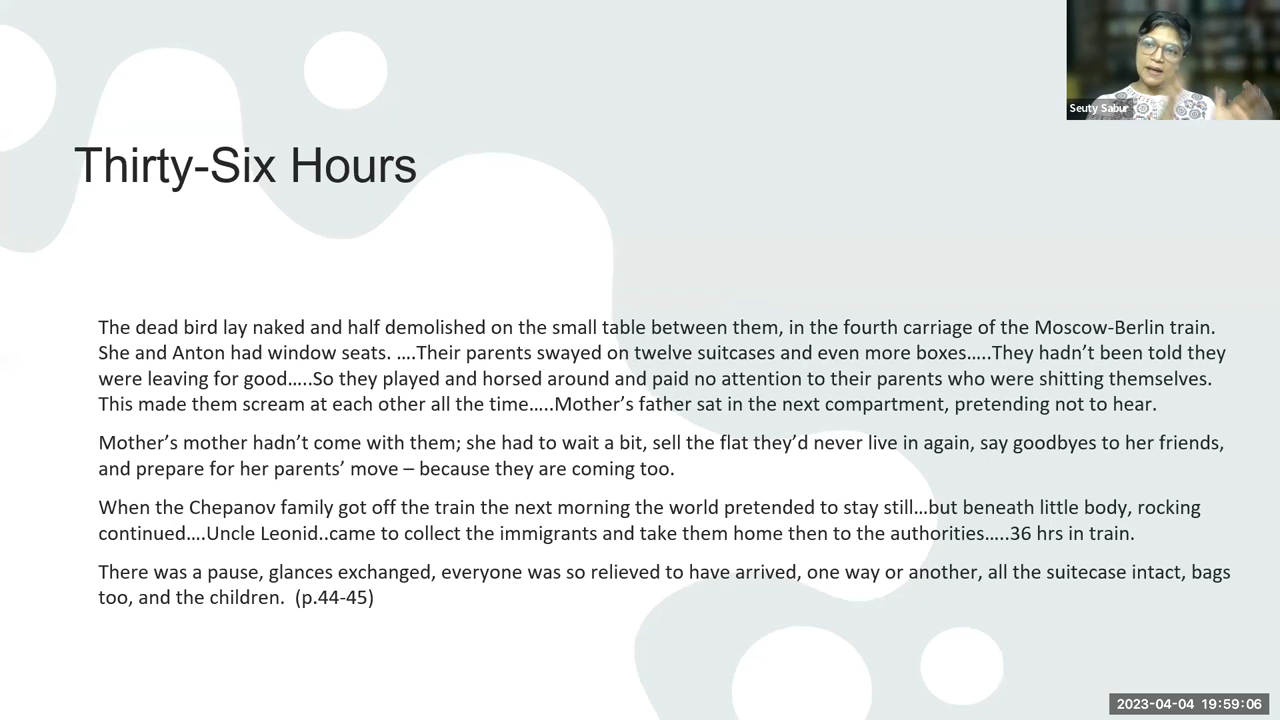 Seuty Sabur
Thirty-Six Hours
The dead bird lay naked and half demolished on the small table between them, in the fourth carriage of the Moscow-Berlin train.
She and Anton had window seats. ….Their parents swayed on twelve suitcases and even more boxes…..They hadn’t been told they
were leaving for good…..So they played and horsed around and paid no attention to their parents who were shitting themselves.
This made them scream at each other all the time…..Mother’s father sat in the next compartment, pretending not to hear.
Mother’s mother hadn’t come with them; she had to wait a bit, sell the flat they’d never live in again, say goodbyes to her friends,
and prepare for her parents’ move – because they are coming too.
When the Chepanov family got off the train the next morning the world pretended to stay still…but beneath little body, rocking
continued….Uncle Leonid..came to collect the immigrants and take them home then to the authorities…..36 hrs in train.
There was a pause, glances exchanged, everyone was so relieved to have arrived, one way or another, all the suitecase intact, bags
too, and the children.  (p.44-45)
2023-04-04 19:59:06